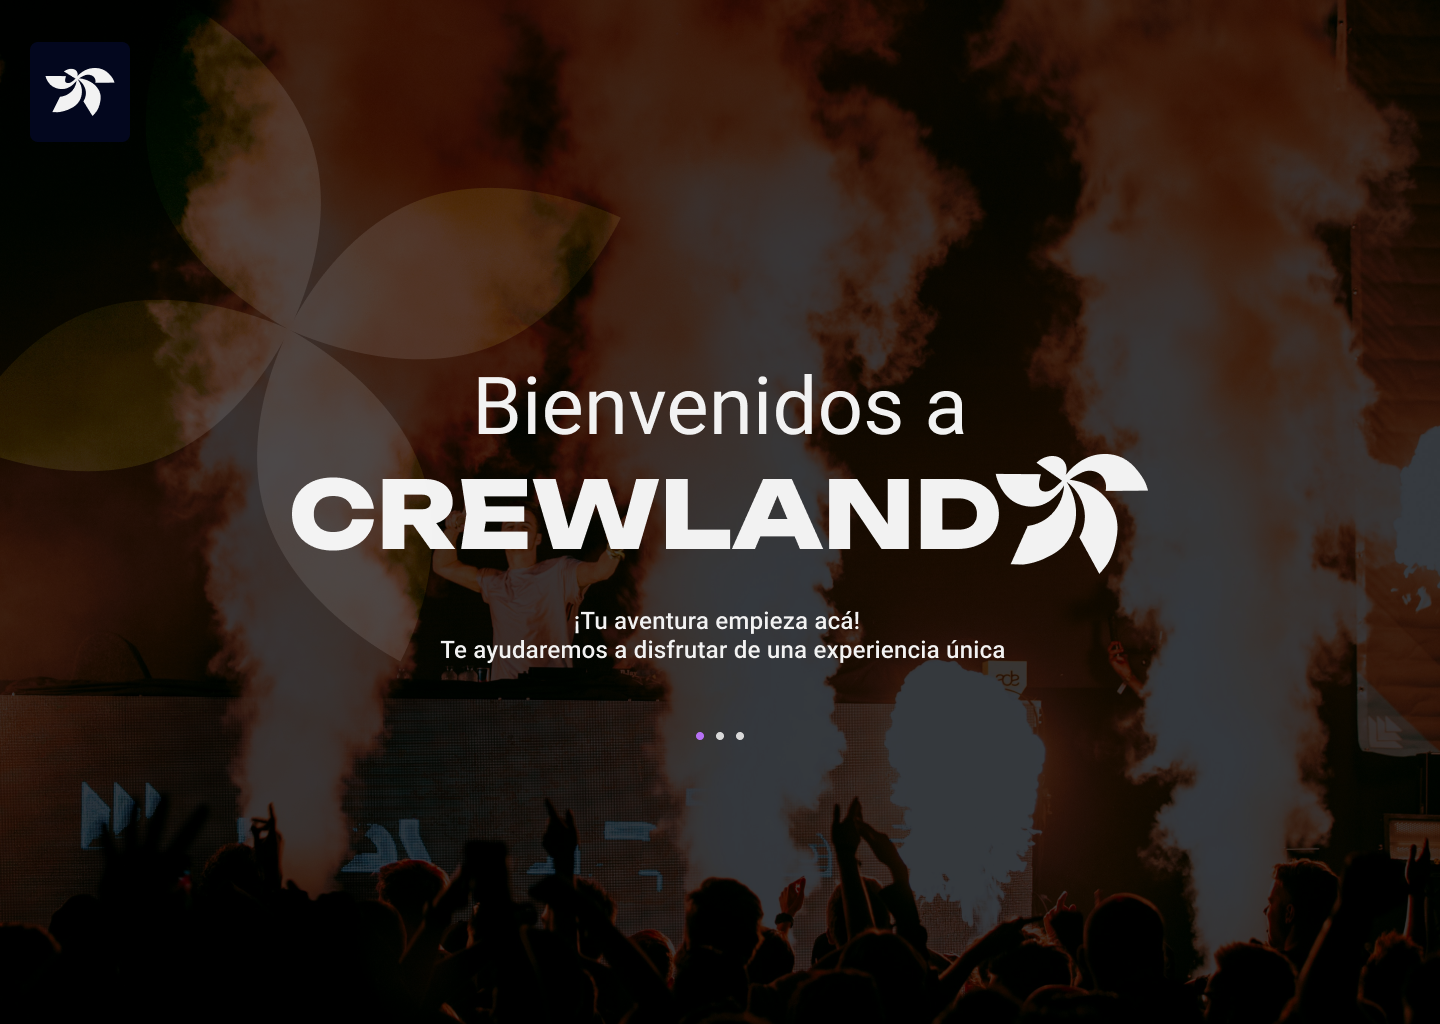 Bienvenidos a
CREWLAND
¡Tu aventura empieza acá!
Te ayudaremos a disfrutar de una experiencia única